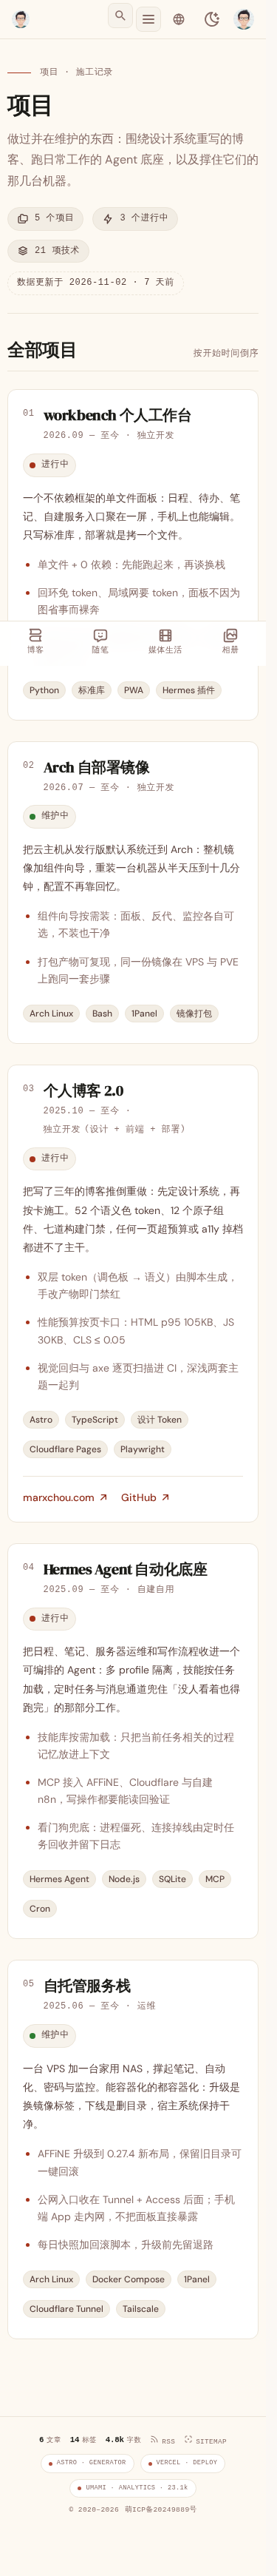 项目 · 施工记录
项目
做过并在维护的东西：围绕设计系统重写的博
客、跑日常工作的 Agent 底座，以及撑住它们的
那几台机器。
5 个项目
3 个进行中
21 项技术
数据更新于 2026-11-02 · 7 天前
全部项目
按开始时间倒序
01 workbench 个人工作台
2026.09 — 至今 · 独立开发
进行中
一个不依赖框架的单文件面板：日程、待办、笔
记、自建服务入口聚在一屏，手机上也能编辑。
只写标准库，部署就是拷一个文件。
单文件 + 0 依赖：先能跑起来，再谈换栈
回环免 token、局域网要 token，面板不因为
图省事而裸奔
博客
随笔
媒体生活
相册
Python
标准库
PWA
Hermes 插件
02 Arch 自部署镜像
2026.07 — 至今 · 独立开发
维护中
把云主机从发行版默认系统迁到 Arch：整机镜
像加组件向导，重装一台机器从半天压到十几分
钟，配置不再靠回忆。
组件向导按需装：面板、反代、监控各自可
选，不装也干净
打包产物可复现，同一份镜像在 VPS 与 PVE
上跑同一套步骤
Arch Linux
Bash
1Panel
镜像打包
03 个人博客 2.0
2025.10 — 至今 ·
独立开发（设计 + 前端 + 部署）
进行中
把写了三年的博客推倒重做：先定设计系统，再
按卡施工。52 个语义色 token、12 个原子组
件、七道构建门禁，任何一页超预算或 a11y 掉档
都进不了主干。
双层 token（调色板 → 语义）由脚本生成，
手改产物即门禁红
性能预算按页卡口：HTML p95 105KB、JS
30KB、CLS ≤ 0.05
视觉回归与 axe 逐页扫描进 CI，深浅两套主
题一起判
Astro
TypeScript
设计 Token
Cloudflare Pages
Playwright
marxchou.com ↗
GitHub ↗
04 Hermes Agent 自动化底座
2025.09 — 至今 · 自建自用
进行中
把日程、笔记、服务器运维和写作流程收进一个
可编排的 Agent：多 profile 隔离，技能按任务
加载，定时任务与消息通道兜住「没人看着也得
跑完」的那部分工作。
技能库按需加载：只把当前任务相关的过程
记忆放进上下文
MCP 接入 AFFiNE、Cloudflare 与自建
n8n，写操作都要能读回验证
看门狗兜底：进程僵死、连接掉线由定时任
务回收并留下日志
Hermes Agent
Node.js
SQLite
MCP
Cron
05 自托管服务栈
2025.06 — 至今 · 运维
维护中
一台 VPS 加一台家用 NAS，撑起笔记、自动
化、密码与监控。能容器化的都容器化：升级是
换镜像标签，下线是删目录，宿主系统保持干
净。
AFFiNE 升级到 0.27.4 新布局，保留旧目录可
一键回滚
公网入口收在 Tunnel + Access 后面；手机
端 App 走内网，不把面板直接暴露
每日快照加回滚脚本，升级前先留退路
Arch Linux
Docker Compose
1Panel
Cloudflare Tunnel
Tailscale
6 文章 14 标签 4.8k 字数 RSS SITEMAP
ASTRO · GENERATOR
VERCEL · DEPLOY
UMAMI · ANALYTICS · 23.1k
© 2020-2026 萌ICP备20249889号